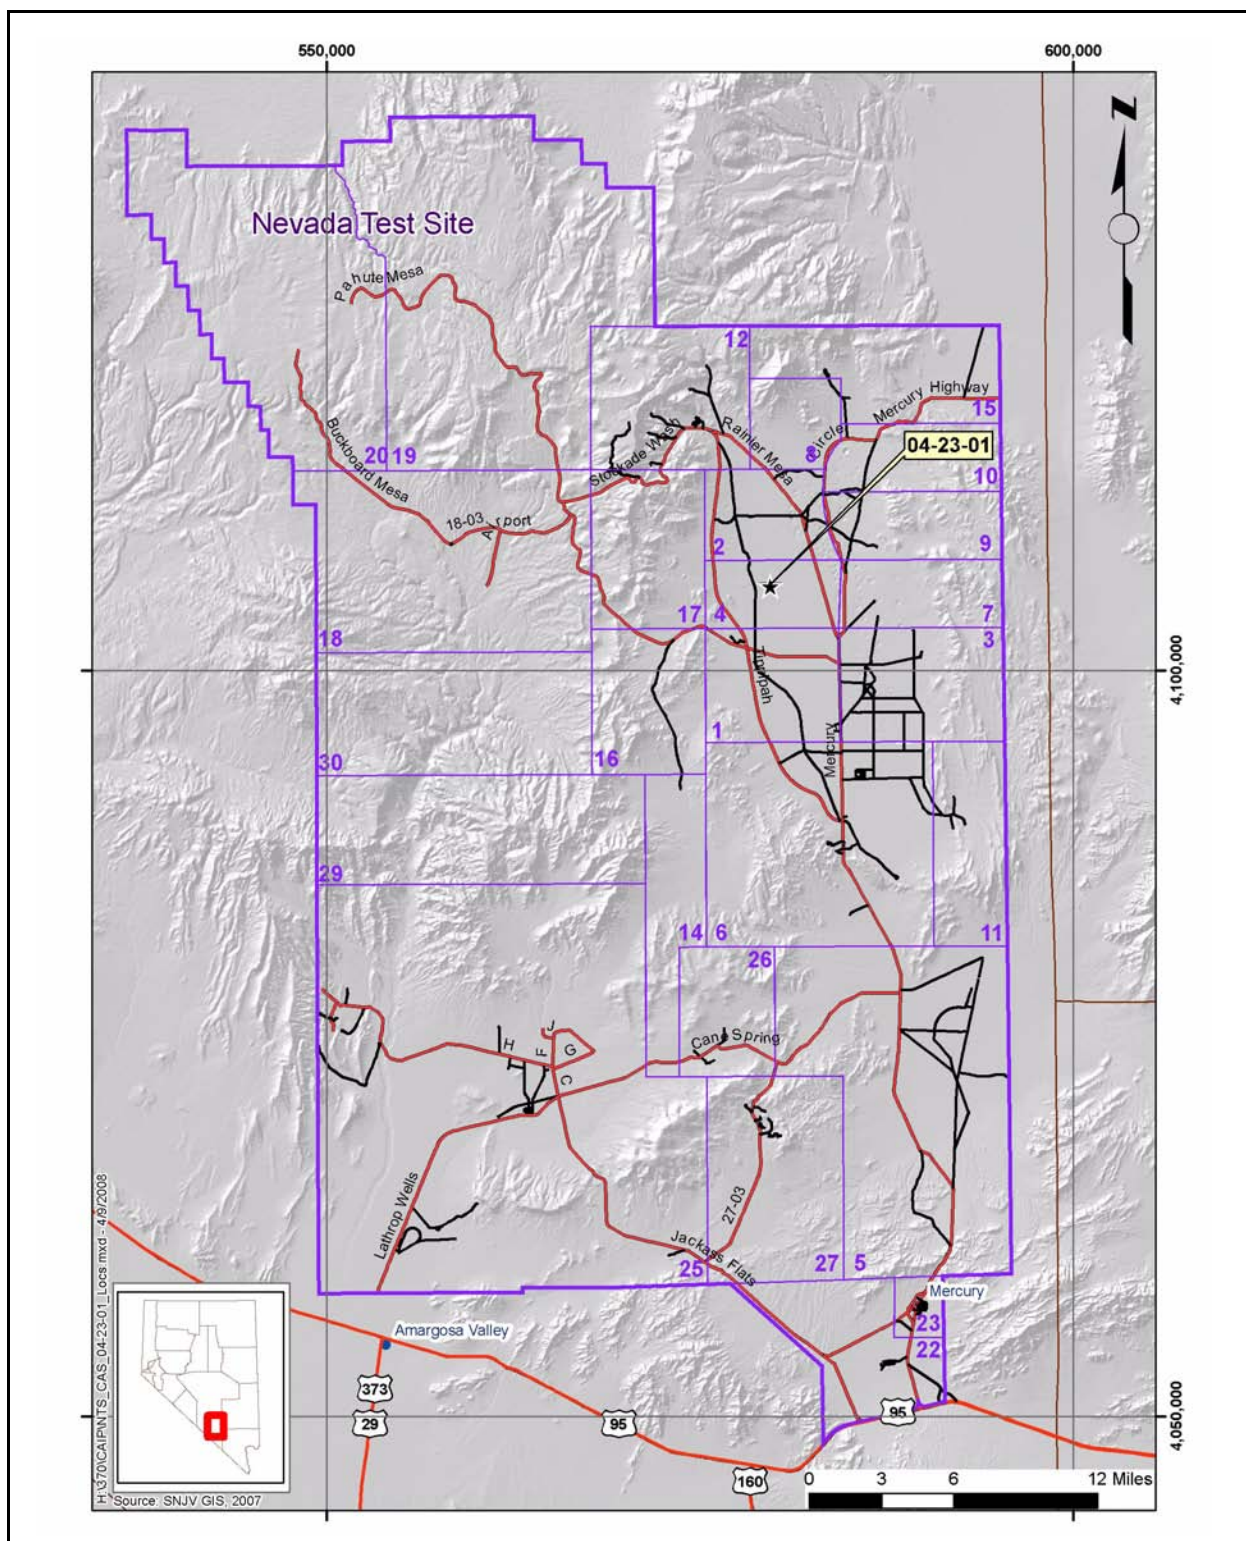 550,000
600,000
Z
Nevada Test Site
Pahute Mesa
12
Mercury Highway
15
Circle
Rainier Mesa
Stockade Wash
04-23-01
Buckboard Mesa
20
19
8
10
18-03
Airport
2
9
17
4
7
18
3
4,100,000
Tippipah
1
Mercury
30
16
29
14
6
11
26
J
H
F
G
Cane Spring
C
27-03
Lathrop Wells
Jackass Flats
25
27
5
Mercury
23
Amargosa Valley
22
373
29
95
95
4,050,000
160
0
3
6
12 Miles
Source: SNJV GIS, 2007
H:\370\CAIP\NTS_CAS_04-23-01_Locs.mxd - 4/9/2008